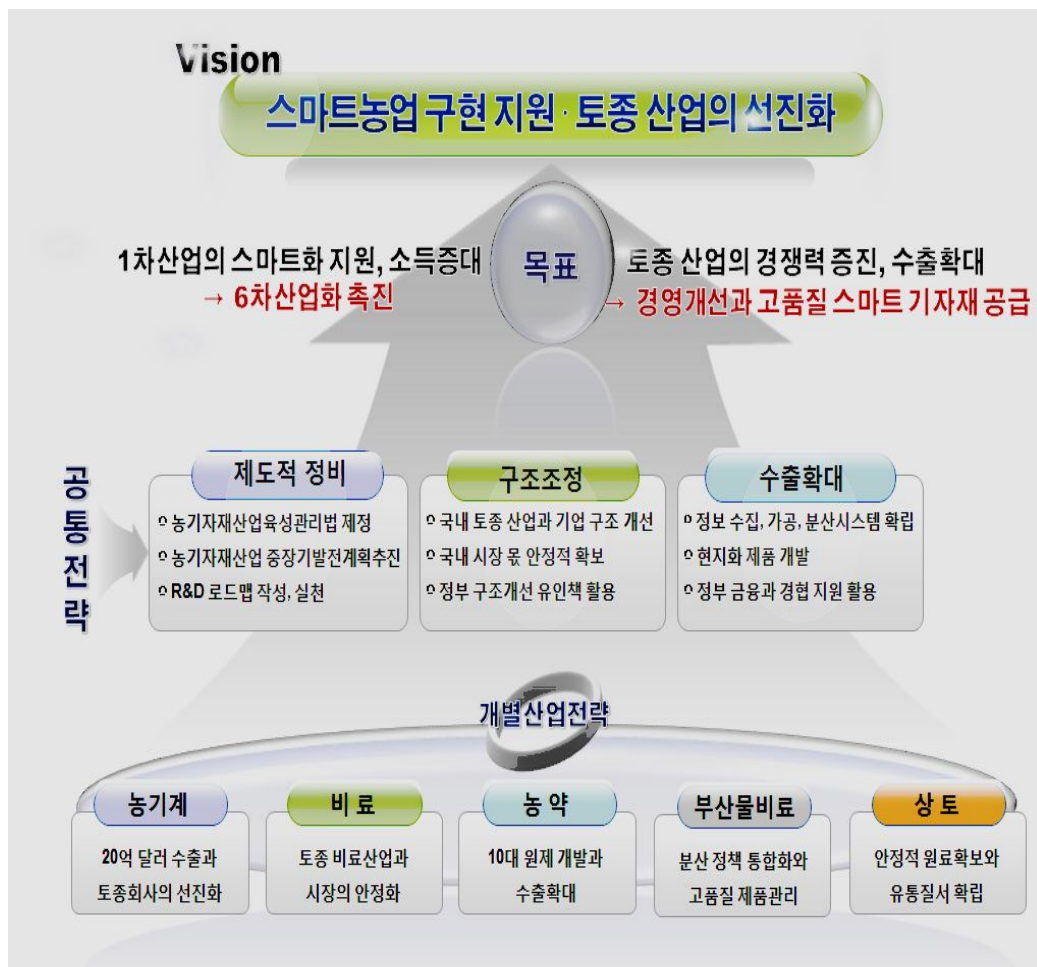 Vision
스마트농업 구현 지원·토종 산업의 선진화
목표
1차산업의 스마트화 지원, 소득증대
→ 6차산업화 촉진
토종 산업의 경쟁력 증진, 수출확대
→ 경영개선과 고품질 스마트 기자재 공급
공통전략
제도적 정비
농기자재산업육성관리법 제정
농기자재산업 중장기발전계획추진
R&D 로드맵 작성, 실천
구조조정
국내 토종 산업과 기업 구조 개선
국내 시장 몫 안정적 확보
정부 구조개선 유인책 활용
수출확대
정보 수집, 가공, 분산시스템 확립
현지화 제품 개발
정부 금융과 경협 지원 활용
개별산업전략
농기계
20억 달러 수출과
토종회사의 선진화
비 료
토종 비료산업과
시장의 안정화
농 약
10대 원제 개발과
수출확대
부산물비료
분산 정책 통합화와
고품질 제품관리
상 토
안정적 원료확보와
유통질서 확립